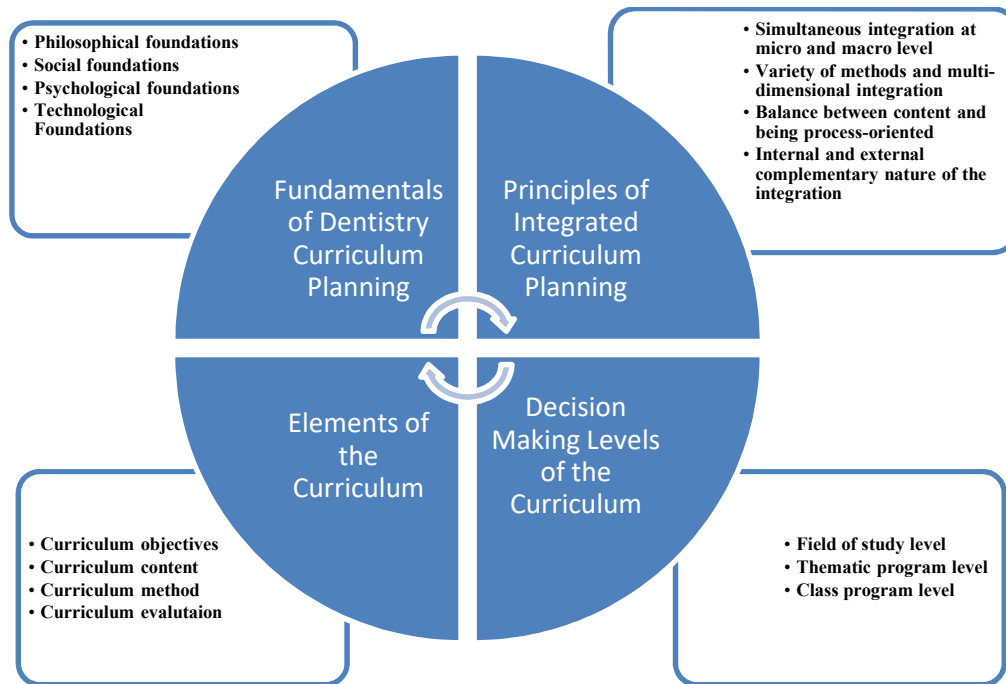 • Philosophical foundations
• Social foundations
• Psychological foundations
• Technological
Foundations
• Simultaneous integration at
micro and macro level
• Variety of methods and multi-
dimensional integration
• Balance between content and
being process-oriented
• Internal and external
complementary nature of the
integration
Fundamentals
of Dentistry
Curriculum
Planning
Principles of
Integrated
Curriculum
Planning
Elements of
the
Curriculum
Decision
Making Levels
of the
Curriculum
• Curriculum objectives
• Curriculum content
• Curriculum method
• Curriculum evalutaion
• Field of study level
• Thematic program level
• Class program level